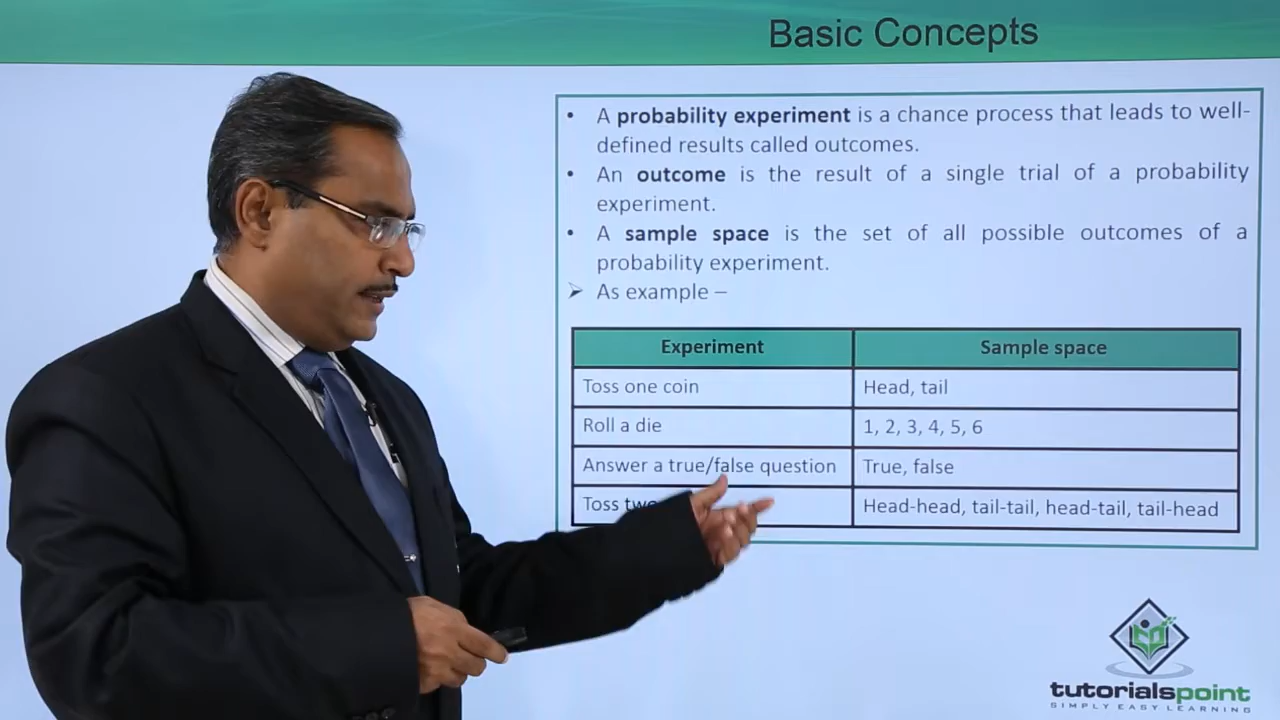 Basic Concepts
• A probability experiment is a chance process that leads to well-
defined results called outcomes.
• An outcome is the result of a single trial of a probability
experiment.
• A sample space is the set of all possible outcomes of a
probability experiment.
➤ As example –
Experiment Sample space
Toss one coin Head, tail
Roll a die 1, 2, 3, 4, 5, 6
Answer a true/false question True, false
Toss Head-head, tail-tail, head-tail, tail-head
tutorialspoint
SIMPLY EASY LEARNING